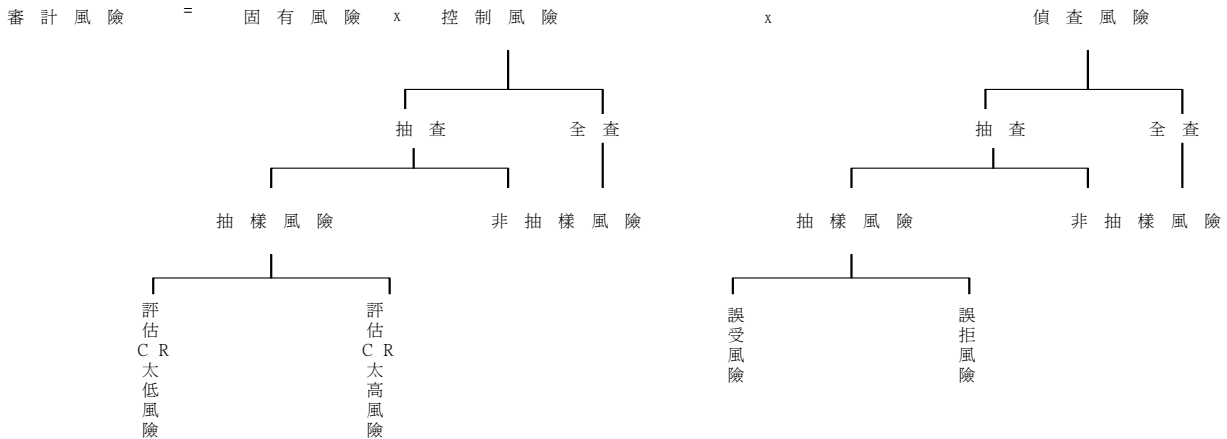 審計風險 = 固有風險 x 控制風險 x 偵查風險
抽查 全查 抽查 全查
抽樣風險 非抽樣風險 抽樣風險 非抽樣風險
評估CR太低風險
評估CR太高風險
誤受風險
誤拒風險